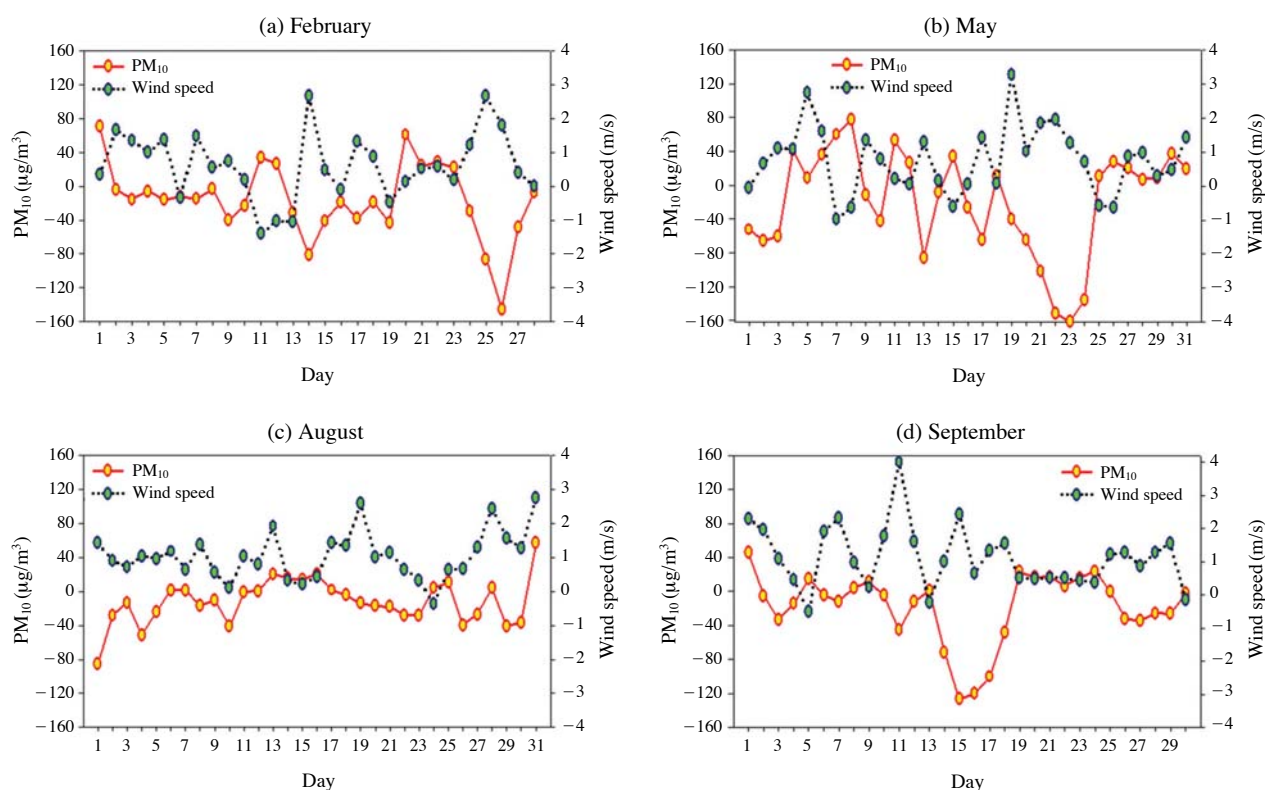 (a) February
160
120
80
40
0
−40
−80
−120
−160
PM₁₀ (μg/m³)
PM₁₀
Wind speed
4
3
2
1
0
−1
−2
−3
−4
Wind speed (m/s)
1 3 5 7 9 11 13 15 17 19 21 23 25 27
Day
(b) May
160
120
80
40
0
−40
−80
−120
−160
PM₁₀ (μg/m³)
PM₁₀
Wind speed
4
3
2
1
0
−1
−2
−3
−4
Wind speed (m/s)
1 3 5 7 9 11 13 15 17 19 21 23 25 27 29 31
Day
(c) August
160
120
80
40
0
−40
−80
−120
−160
PM₁₀ (μg/m³)
PM₁₀
Wind speed
4
3
2
1
0
−1
−2
−3
−4
Wind speed (m/s)
1 3 5 7 9 11 13 15 17 19 21 23 25 27 29 31
Day
(d) September
160
120
80
40
0
−40
−80
−120
−160
PM₁₀ (μg/m³)
PM₁₀
Wind speed
4
3
2
1
0
−1
−2
−3
−4
Wind speed (m/s)
1 3 5 7 9 11 13 15 17 19 21 23 25 27 29
Day